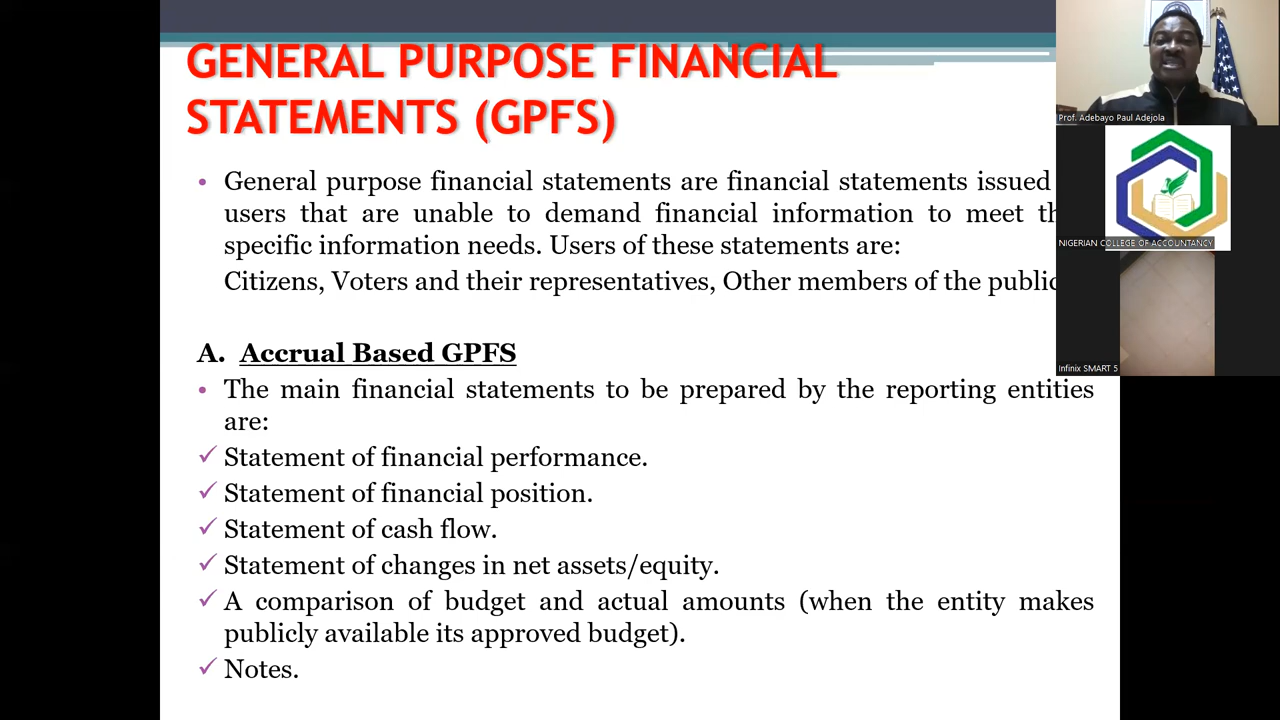 GENERAL PURPOSE FINANCIAL
STATEMENTS (GPFS)
• General purpose financial statements are financial statements issued
users that are unable to demand financial information to meet
specific information needs. Users of these statements are:
Citizens, Voters and their representatives, Other members of the public
A. Accrual Based GPFS
• The main financial statements to be prepared by the reporting entities
are:
✓ Statement of financial performance.
✓ Statement of financial position.
✓ Statement of cash flow.
✓ Statement of changes in net assets/equity.
✓ A comparison of budget and actual amounts (when the entity makes
publicly available its approved budget).
✓ Notes.
Prof. Adebayo Paul Adejola
NIGERIAN COLLEGE OF ACCOUNTANCY
Infinix SMART 5